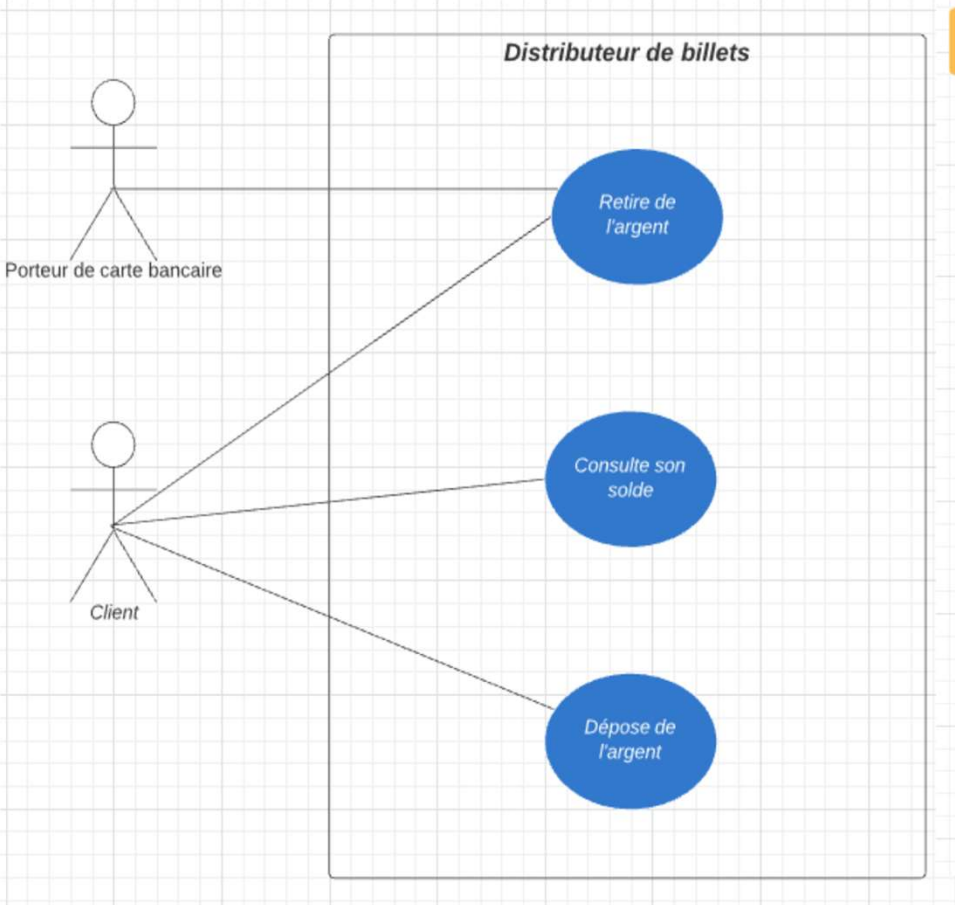 Distributeur de billets
Retire de
l'argent
Porteur de carte bancaire
Consulte son
solde
Client
Dépose de
l'argent